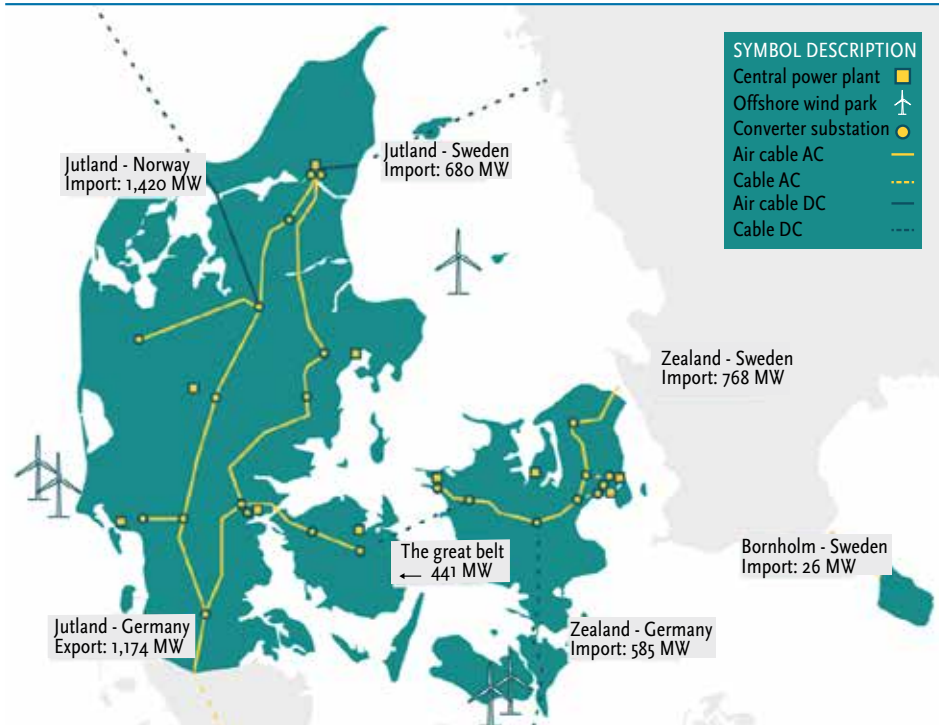 SYMBOL DESCRIPTION
Central power plant
Offshore wind park
Converter substation
Air cable AC
Cable AC
Air cable DC
Cable DC
Jutland - Norway
Import: 1,420 MW
Jutland - Sweden
Import: 680 MW
Zealand - Sweden
Import: 768 MW
The great belt
← 441 MW
Bornholm - Sweden
Import: 26 MW
Jutland - Germany
Export: 1,174 MW
Zealand - Germany
Import: 585 MW